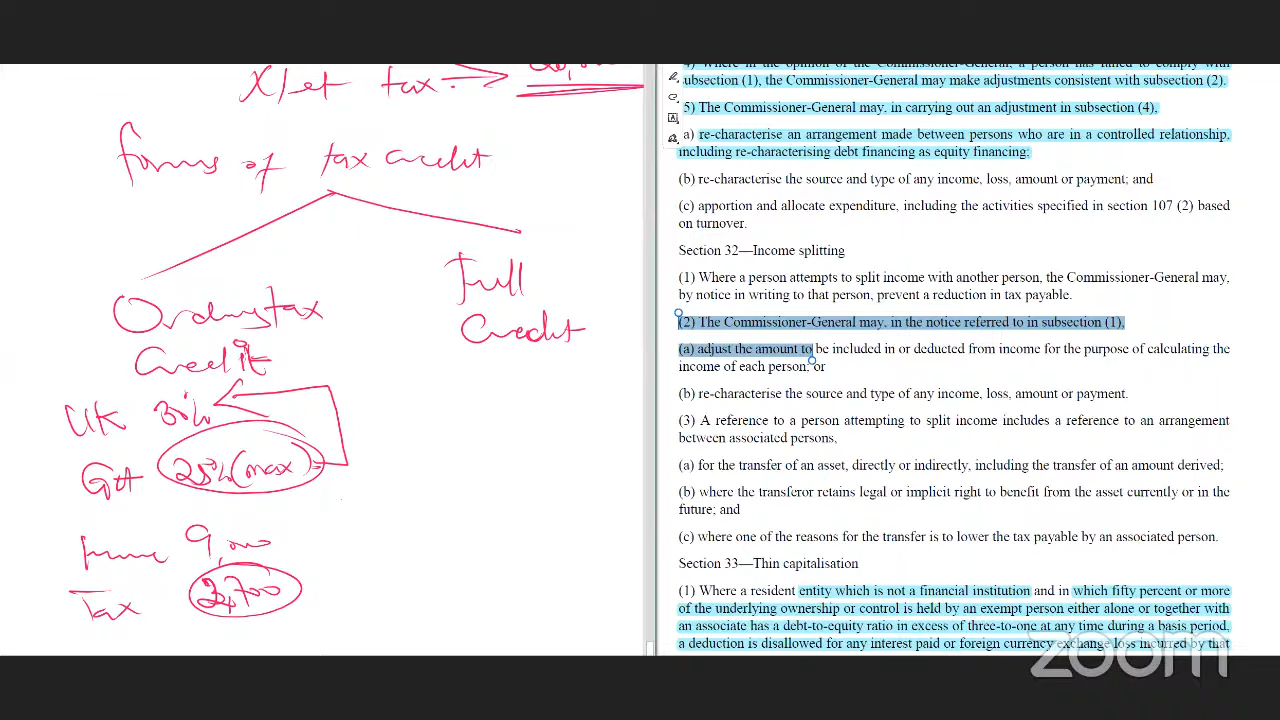 X/et tax.
forms of tax credit
Ordinary tax
Credit
Full
Credit
UK 30%
GH 25% (max)
9,000
Tax 2,700
subsection (1), the Commissioner-General may make adjustments consistent with subsection (2).
5) The Commissioner-General may, in carrying out an adjustment in subsection (4),
a) re-characterise an arrangement made between persons who are in a controlled relationship,
including re-characterising debt financing as equity financing;
(b) re-characterise the source and type of any income, loss, amount or payment; and
(c) apportion and allocate expenditure, including the activities specified in section 107 (2) based
on turnover.
Section 32—Income splitting
(1) Where a person attempts to split income with another person, the Commissioner-General may,
by notice in writing to that person, prevent a reduction in tax payable.
(2) The Commissioner-General may, in the notice referred to in subsection (1),
(a) adjust the amount to be included in or deducted from income for the purpose of calculating the
income of each person; or
(b) re-characterise the source and type of any income, loss, amount or payment.
(3) A reference to a person attempting to split income includes a reference to an arrangement
between associated persons,
(a) for the transfer of an asset, directly or indirectly, including the transfer of an amount derived;
(b) where the transferor retains legal or implicit right to benefit from the asset currently or in the
future; and
(c) where one of the reasons for the transfer is to lower the tax payable by an associated person.
Section 33—Thin capitalisation
(1) Where a resident entity which is not a financial institution and in which fifty percent or more
of the underlying ownership or control is held by an exempt person either alone or together with
an associate has a debt-to-equity ratio in excess of three-to-one at any time during a basis period,
a deduction is disallowed for any interest paid or foreign currency exchange loss incurred by that
zoom